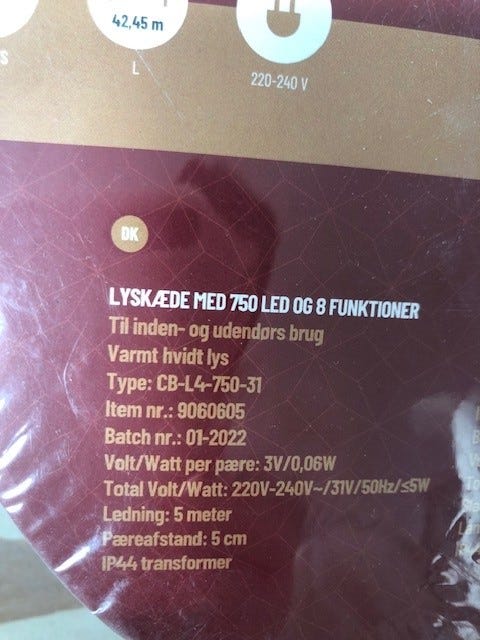 42,45 m
S
L
220-240 V
DK
LYSKÆDE MED 750 LED OG 8 FUNKTIONER
Til inden- og udendørs brug
Varmt hvidt lys
Type: CB-L4-750-31
Item nr.: 9060605
Batch nr.: 01-2022
Volt/Watt per pære: 3V/0,06W
Total Volt/Watt: 220V-240V~/31V/50Hz/≤5W
Ledning: 5 meter
Pæreafstand: 5 cm
IP44 transformer